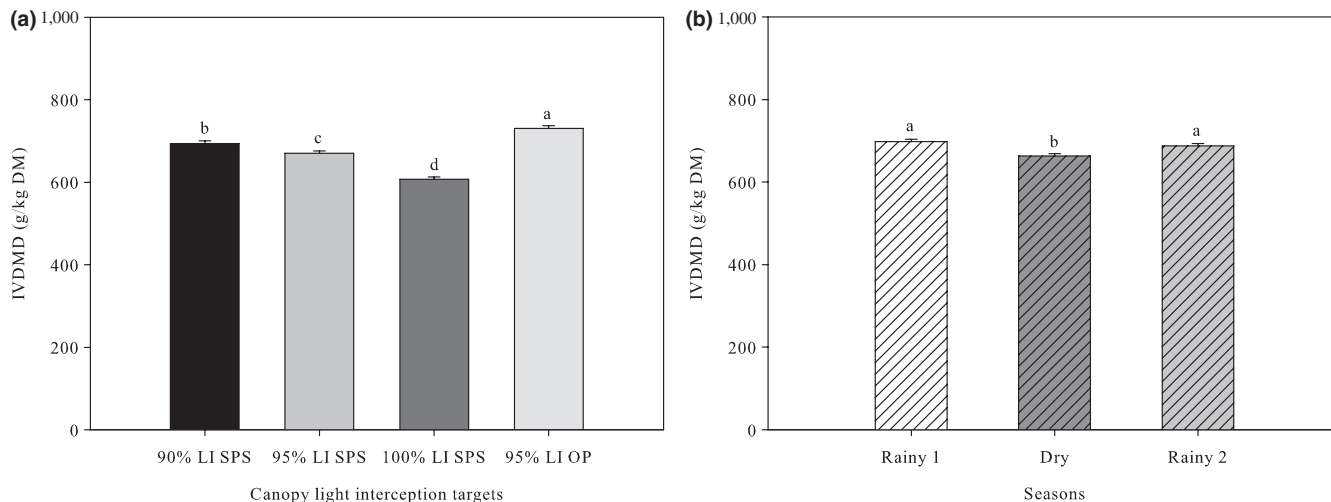 (a)
1,000
800
600
400
200
0
IVDMD (g/kg DM)
b
c
d
a
90% LI SPS
95% LI SPS
100% LI SPS
95% LI OP
Canopy light interception targets
(b)
1,000
800
600
400
200
0
IVDMD (g/kg DM)
a
b
a
Rainy 1
Dry
Rainy 2
Seasons